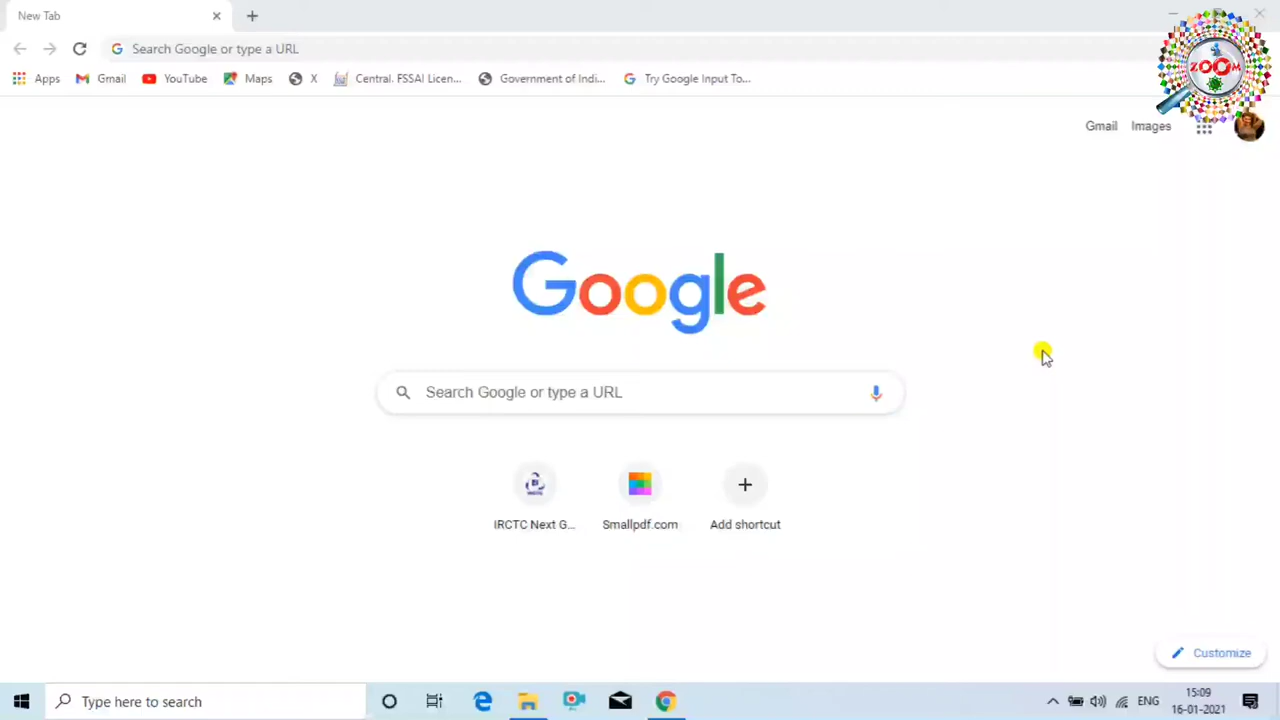 New Tab
Search Google or type a URL
Apps Gmail YouTube Maps X Central. FSSAI Licen... Government of Indi... Try Google Input To...
ZOOM
Gmail Images
Google
Search Google or type a URL
IRCTC Next G... Smallpdf.com Add shortcut
Customize
Type here to search
ENG
15:09
16-01-2021